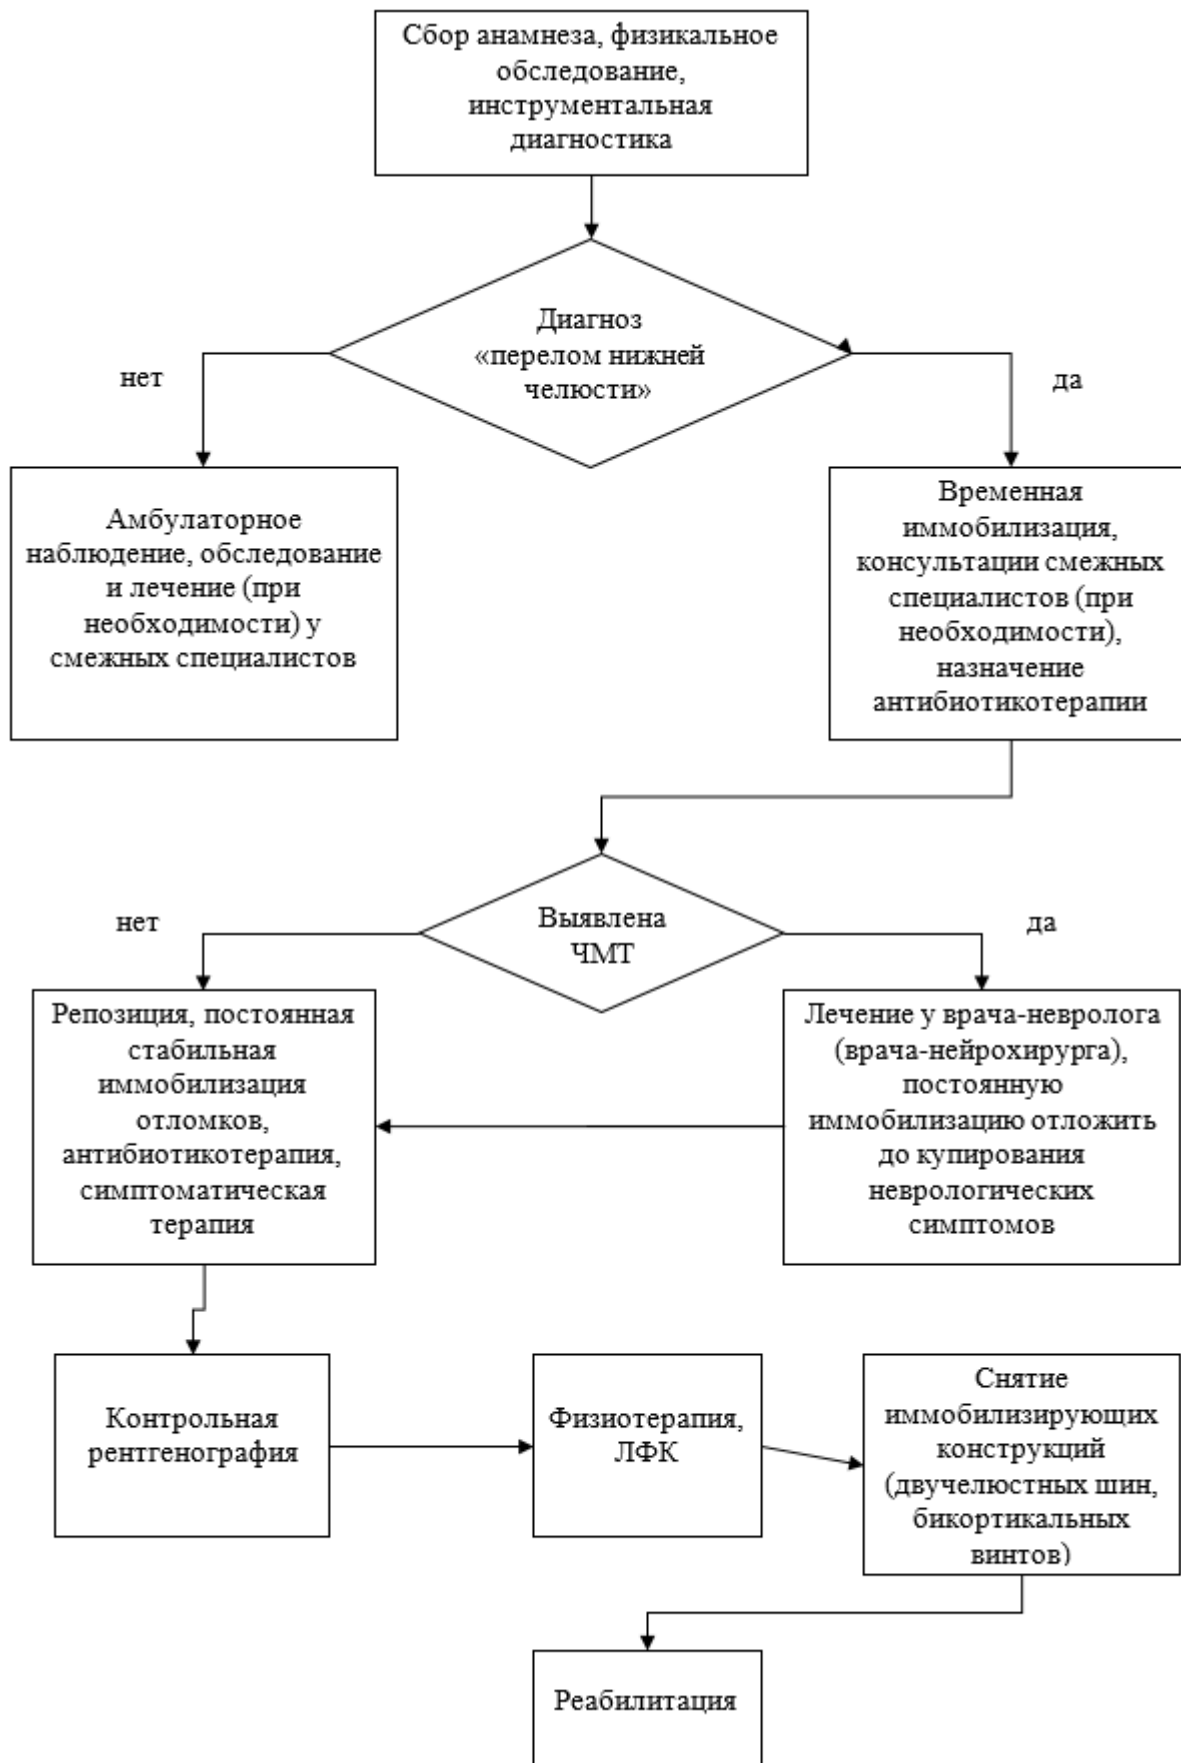 Сбор анамнеза, физикальное
обследование,
инструментальная
диагностика
Диагноз
«перелом нижней
челюсти»
нет
да
Амбулаторное
наблюдение, обследование
и лечение (при
необходимости) у
смежных специалистов
Временная
иммобилизация,
консультации смежных
специалистов (при
необходимости),
назначение
антибиотикотерапии
Выявлена
ЧМТ
нет
да
Репозиция, постоянная
стабильная
иммобилизация
отломков,
антибиотикотерапия,
симптоматическая
терапия
Лечение у врача-невролога
(врача-нейрохирурга),
постоянную
иммобилизацию отложить
до купирования
неврологических
симптомов
Контрольная
рентгенография
Физиотерапия,
ЛФК
Снятие
иммобилизирующих
конструкций
(двучелюстных шин,
бикортикальных
винтов)
Реабилитация